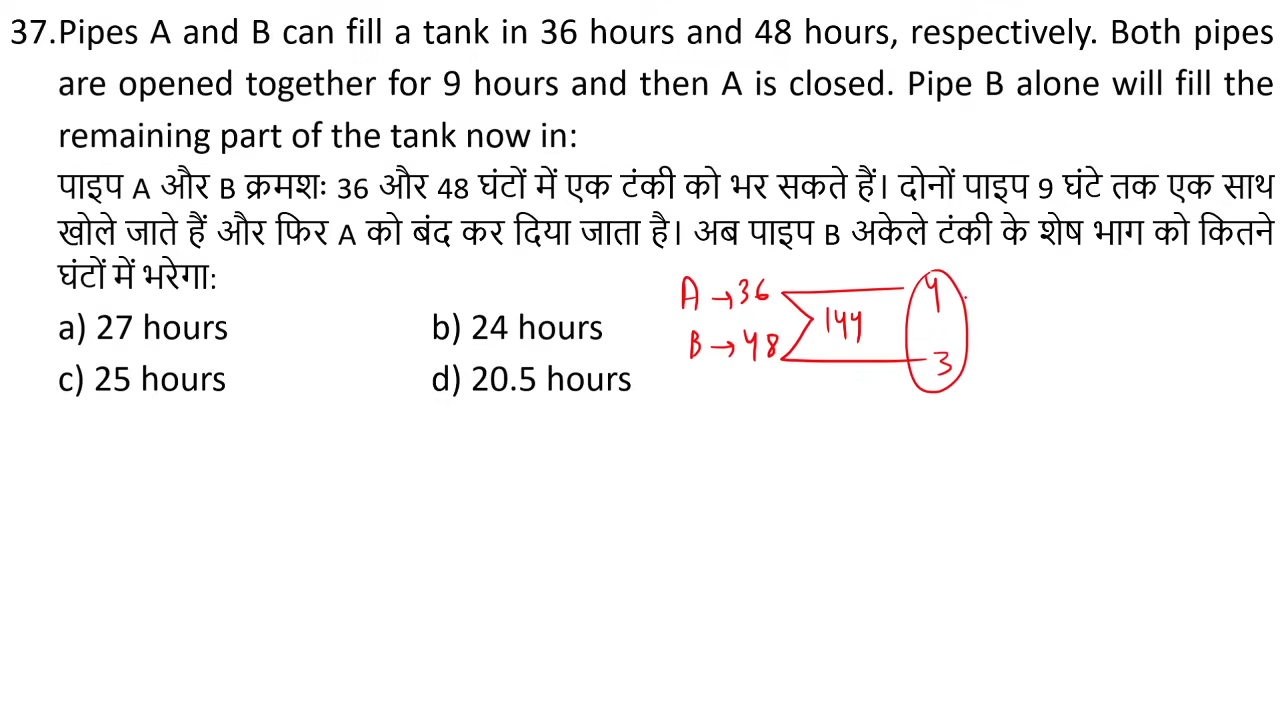 37.Pipes A and B can fill a tank in 36 hours and 48 hours, respectively. Both pipes
are opened together for 9 hours and then A is closed. Pipe B alone will fill the
remaining part of the tank now in:
पाइप A और B क्रमशः 36 और 48 घंटों में एक टंकी को भर सकते हैं। दोनों पाइप 9 घंटे तक एक साथ
खोले जाते हैं और फिर A को बंद कर दिया जाता है। अब पाइप B अकेले टंकी के शेष भाग को कितने
घंटों में भरेगा:
a) 27 hours b) 24 hours
c) 25 hours d) 20.5 hours
A → 36 4
144
B → 48 3